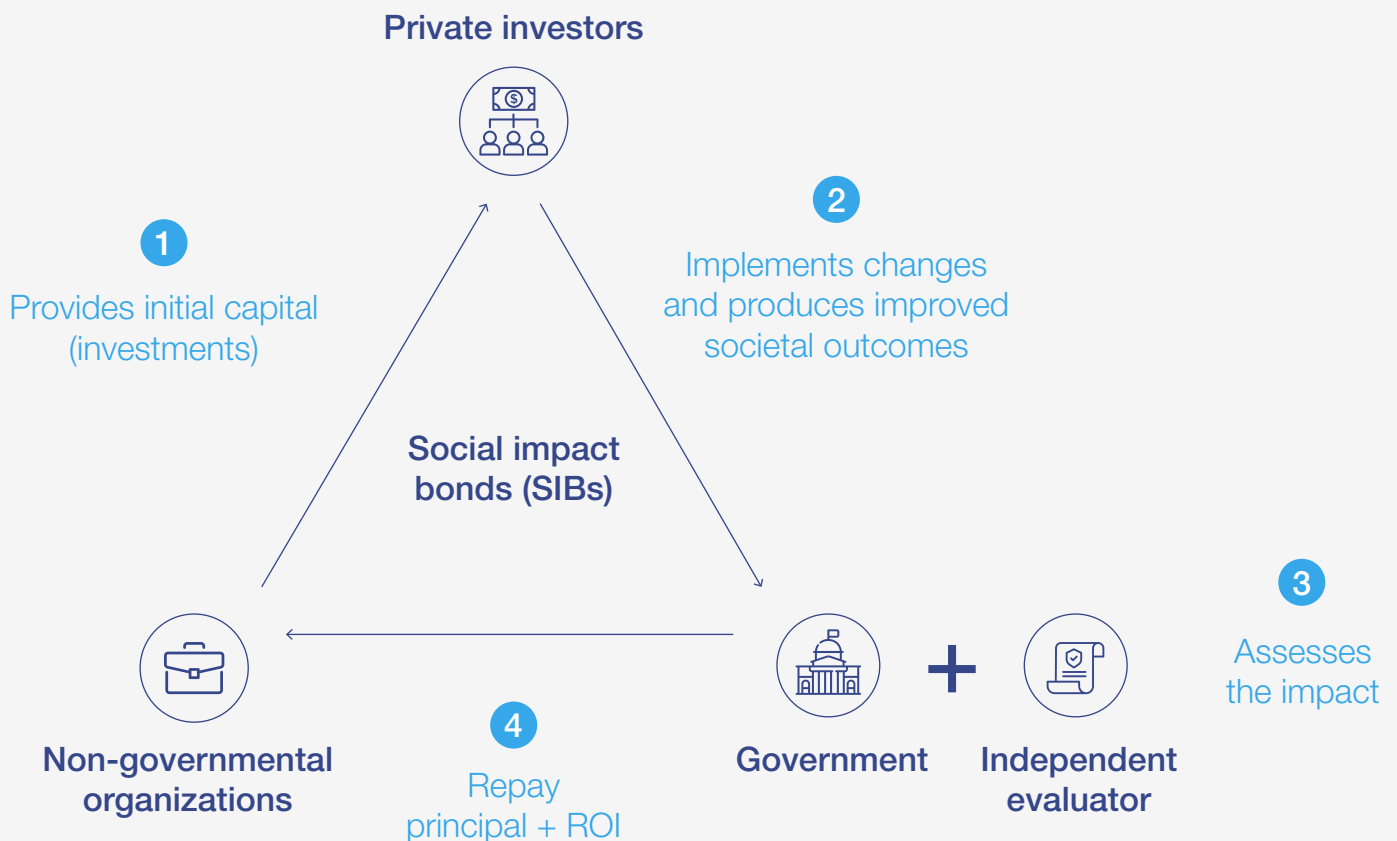 Private investors
$
1
Provides initial capital
(investments)
2
Implements changes
and produces improved
societal outcomes
Social impact
bonds (SIBs)
3
Assesses
the impact
Non-governmental
organizations
4
Repay
principal + ROI
Government
+
Independent
evaluator